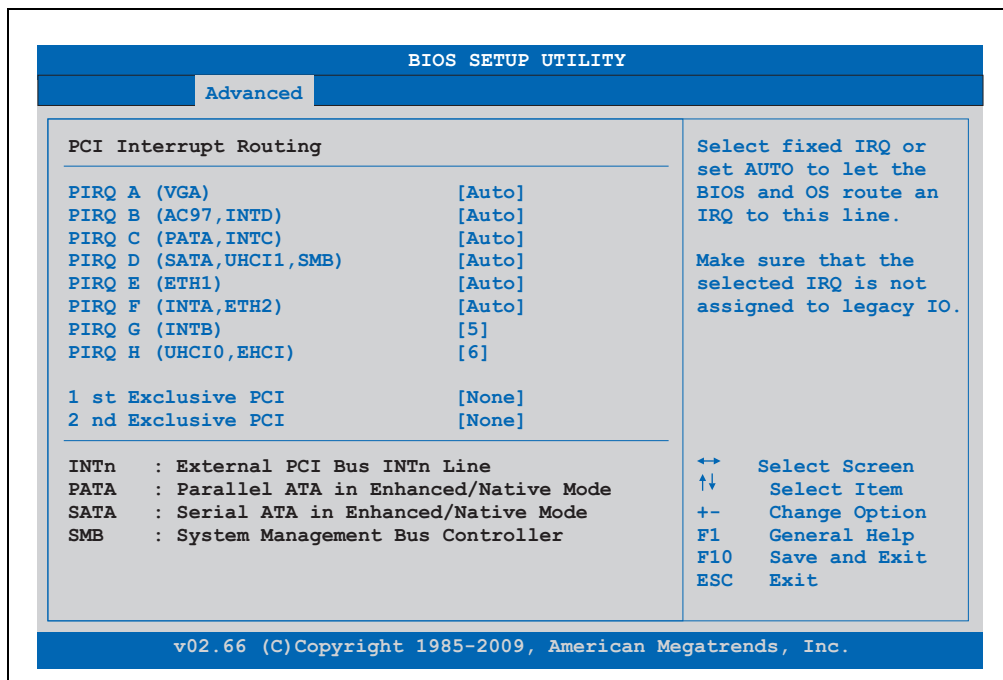 BIOS SETUP UTILITY
Advanced
PCI Interrupt Routing
PIRQ A (VGA) [Auto]
PIRQ B (AC97,INTD) [Auto]
PIRQ C (PATA,INTC) [Auto]
PIRQ D (SATA,UHCI1,SMB) [Auto]
PIRQ E (ETH1) [Auto]
PIRQ F (INTA,ETH2) [Auto]
PIRQ G (INTB) [5]
PIRQ H (UHCI0,EHCI) [6]
1 st Exclusive PCI [None]
2 nd Exclusive PCI [None]
INTn : External PCI Bus INTn Line
PATA : Parallel ATA in Enhanced/Native Mode
SATA : Serial ATA in Enhanced/Native Mode
SMB : System Management Bus Controller
Select fixed IRQ or
set AUTO to let the
BIOS and OS route an
IRQ to this line.
Make sure that the
selected IRQ is not
assigned to legacy IO.
↔ Select Screen
↑↓ Select Item
+- Change Option
F1 General Help
F10 Save and Exit
ESC Exit
v02.66 (C)Copyright 1985-2009, American Megatrends, Inc.